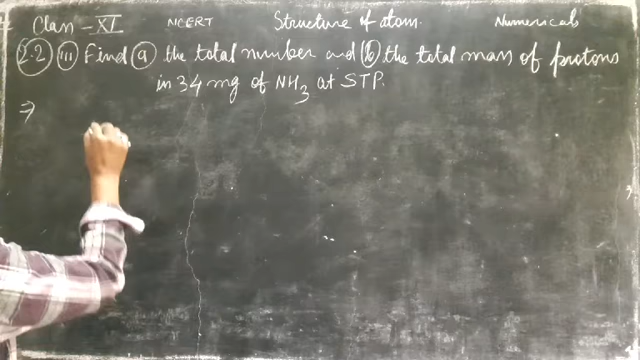 Class - XI NCERT Structure of atom. Numericals
2.2 (iii) Find (a) the total number and (b) the total mass of protons
in 34 mg of NH3 at STP.
⇒